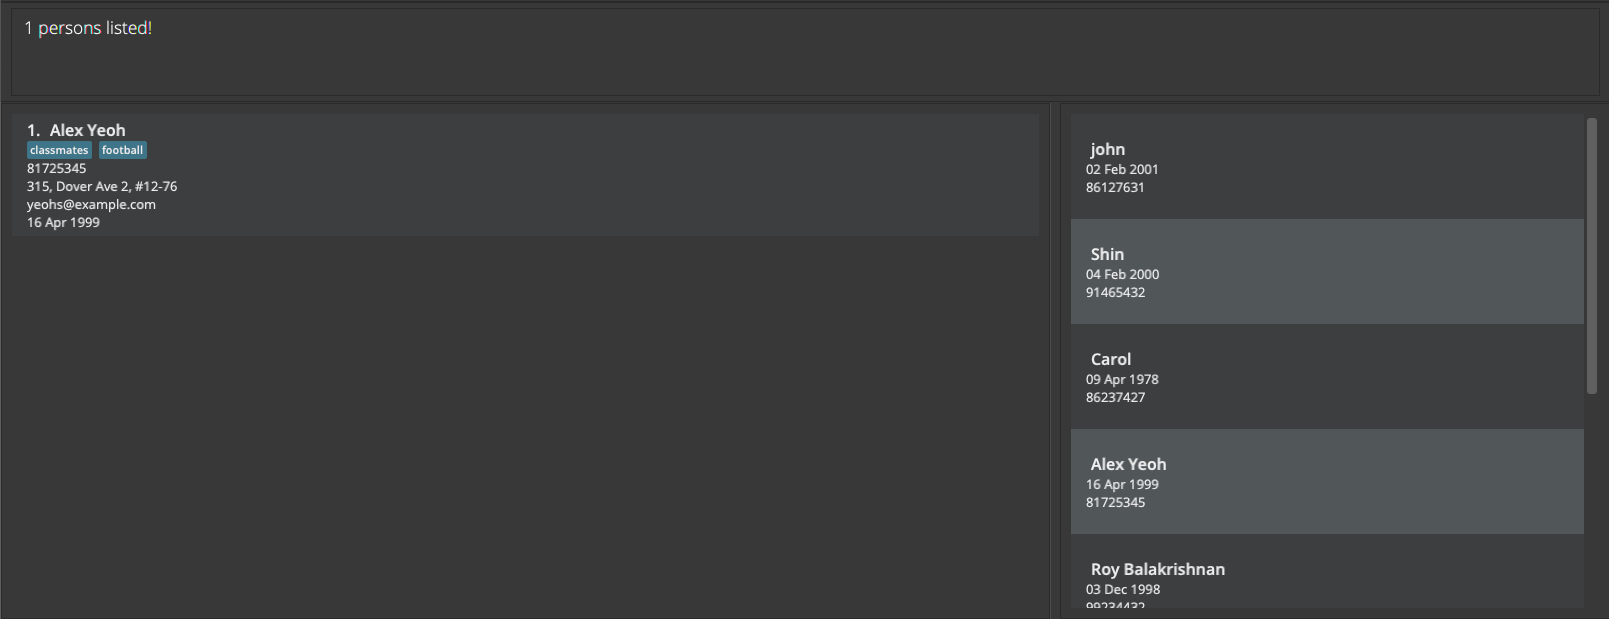 1 persons listed!
1. Alex Yeoh
classmates football
81725345
315, Dover Ave 2, #12-76
yeohs@example.com
16 Apr 1999
john
02 Feb 2001
86127631
Shin
04 Feb 2000
91465432
Carol
09 Apr 1978
86237427
Alex Yeoh
16 Apr 1999
81725345
Roy Balakrishnan
03 Dec 1998